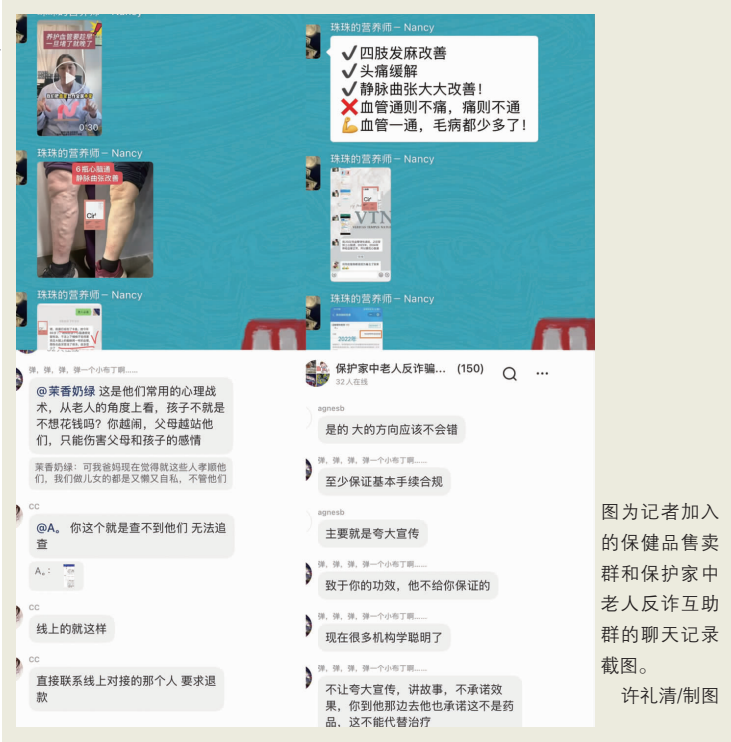 养护血管要趁早
一旦堵了就晚了
0:30
珠珠的营养师－Nancy
6瓶心脑通
静脉曲张改善
珠珠的营养师－Nancy
珠珠的营养师－Nancy
✔四肢发麻改善
✔头痛缓解
✔静脉曲张大大改善！
❌血管通则不痛，痛则不通
💪血管一通，毛病都少多了！
珠珠的营养师－Nancy
珠珠的营养师－Nancy
2022年
弹，弹，弹，弹一个小布丁啊......
@茉香奶绿 这是他们常用的心理战
术，从老人的角度上看，孩子不就是
不想花钱吗？你越闹，父母越站他
们，只能伤害父母和孩子的感情
茉香奶绿：可我爸妈现在觉得就这些人孝顺他
们，我们做儿女的都是又懒又自私，不管他们
CC
@A。 你这个就是查不到他们 无法追
查
A。：
CC
线上的就这样
CC
直接联系线上对接的那个人 要求退
款
保护家中老人反诈骗... (150)
32人在线
agnesb
是的 大的方向应该不会错
弹，弹，弹，弹一个小布丁啊......
至少保证基本手续合规
agnesb
主要就是夸大宣传
弹，弹，弹，弹一个小布丁啊......
致于你的功效，他不给你保证的
弹，弹，弹，弹一个小布丁啊......
现在很多机构学聪明了
弹，弹，弹，弹一个小布丁啊......
不让夸大宣传，讲故事，不承诺效
果，你到他那边去他也承诺这不是药
品，这不能代替治疗
图为记者加入
的保健品售卖
群和保护家中
老人反诈互助
群的聊天记录
截图。
许礼清/制图